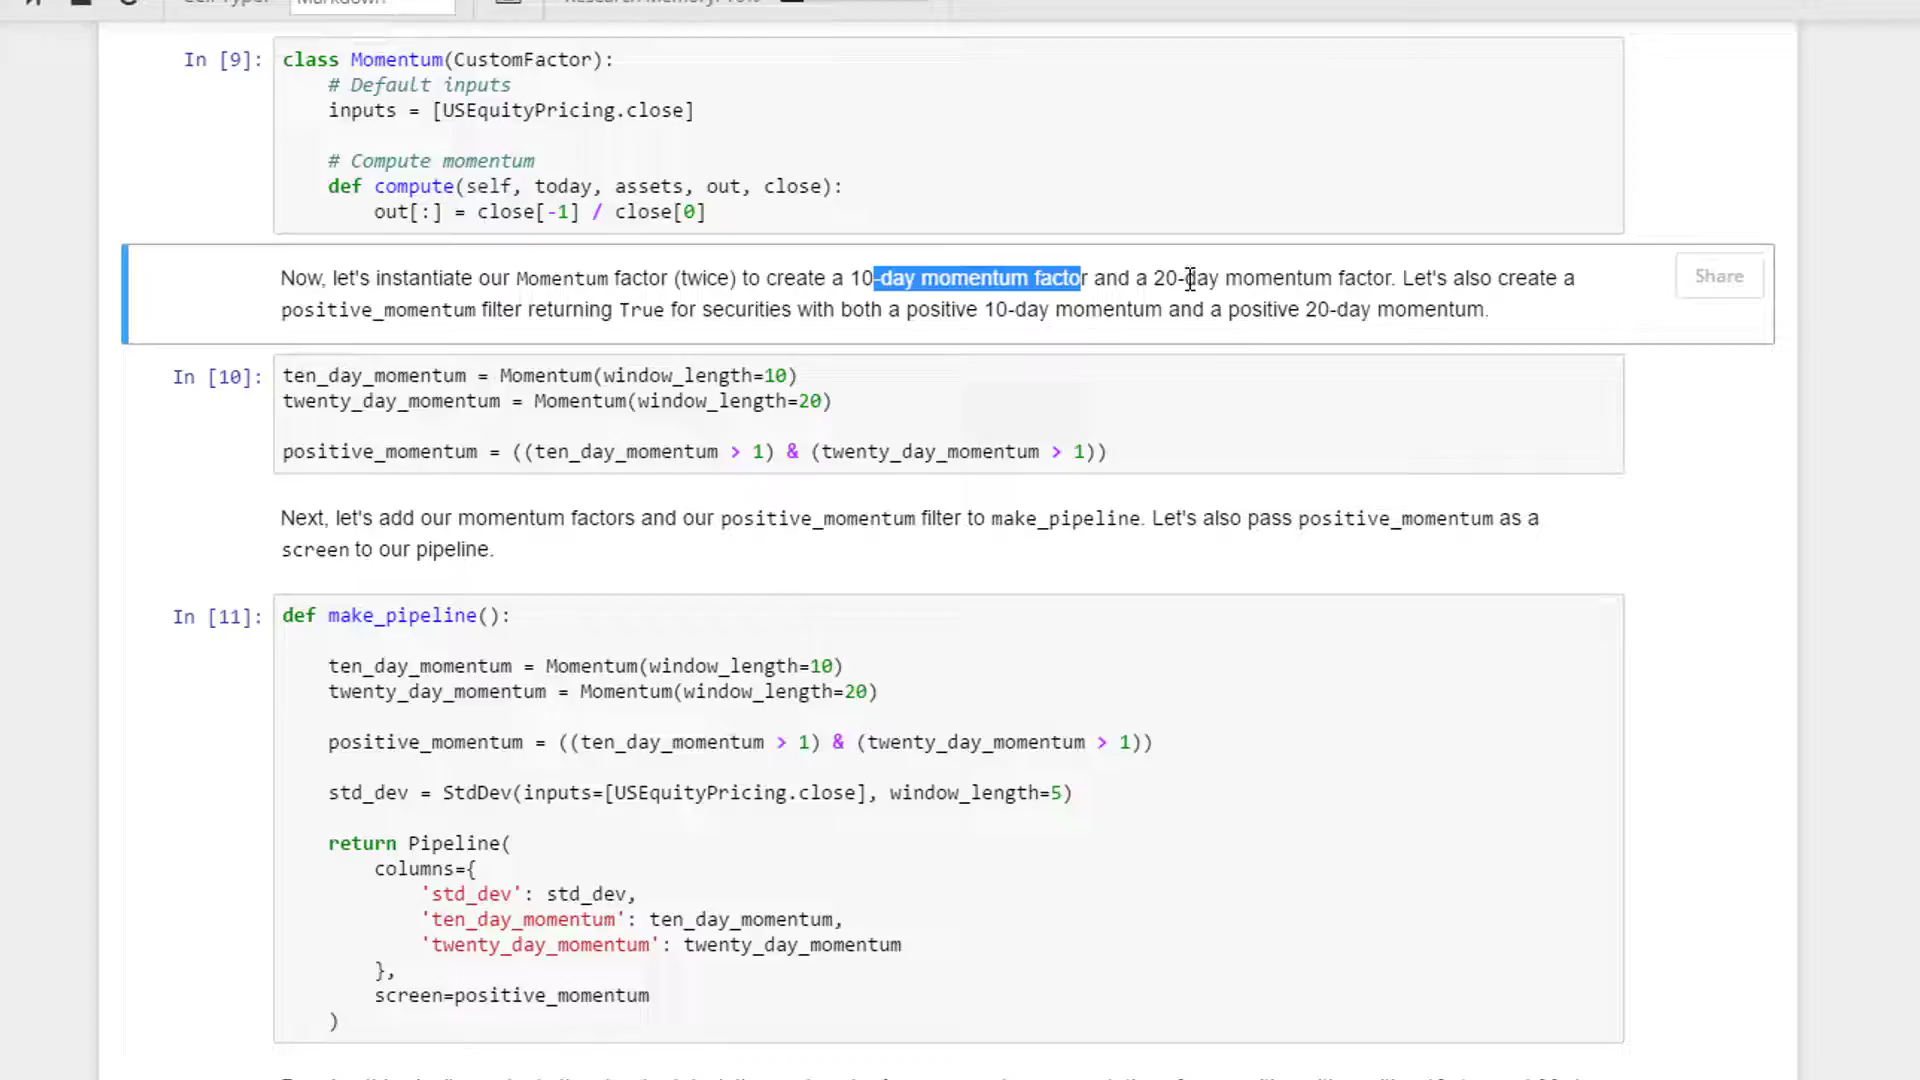 In [9]:
class Momentum(CustomFactor):
# Default inputs
inputs = [USEquityPricing.close]
# Compute momentum
def compute(self, today, assets, out, close):
out[:] = close[-1] / close[0]
Now, let's instantiate our Momentum factor (twice) to create a 10-day momentum factor and a 20-day momentum factor. Let's also create a
positive_momentum filter returning True for securities with both a positive 10-day momentum and a positive 20-day momentum.
Share
In [10]:
ten_day_momentum = Momentum(window_length=10)
twenty_day_momentum = Momentum(window_length=20)
positive_momentum = ((ten_day_momentum > 1) & (twenty_day_momentum > 1))
Next, let's add our momentum factors and our positive_momentum filter to make_pipeline. Let's also pass positive_momentum as a
screen to our pipeline.
In [11]:
def make_pipeline():
ten_day_momentum = Momentum(window_length=10)
twenty_day_momentum = Momentum(window_length=20)
positive_momentum = ((ten_day_momentum > 1) & (twenty_day_momentum > 1))
std_dev = StdDev(inputs=[USEquityPricing.close], window_length=5)
return Pipeline(
columns={
'std_dev': std_dev,
'ten_day_momentum': ten_day_momentum,
'twenty_day_momentum': twenty_day_momentum
},
screen=positive_momentum
)